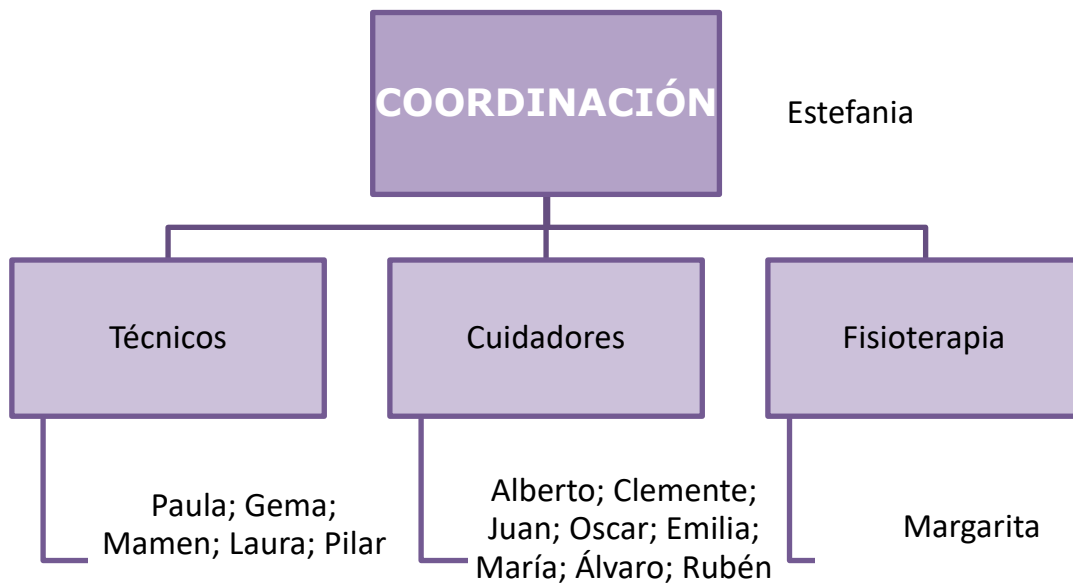 COORDINACIÓN
Estefania
Técnicos
Cuidadores
Fisioterapia
Paula; Gema;
Mamen; Laura; Pilar
Alberto; Clemente;
Juan; Oscar; Emilia;
María; Álvaro; Rubén
Margarita